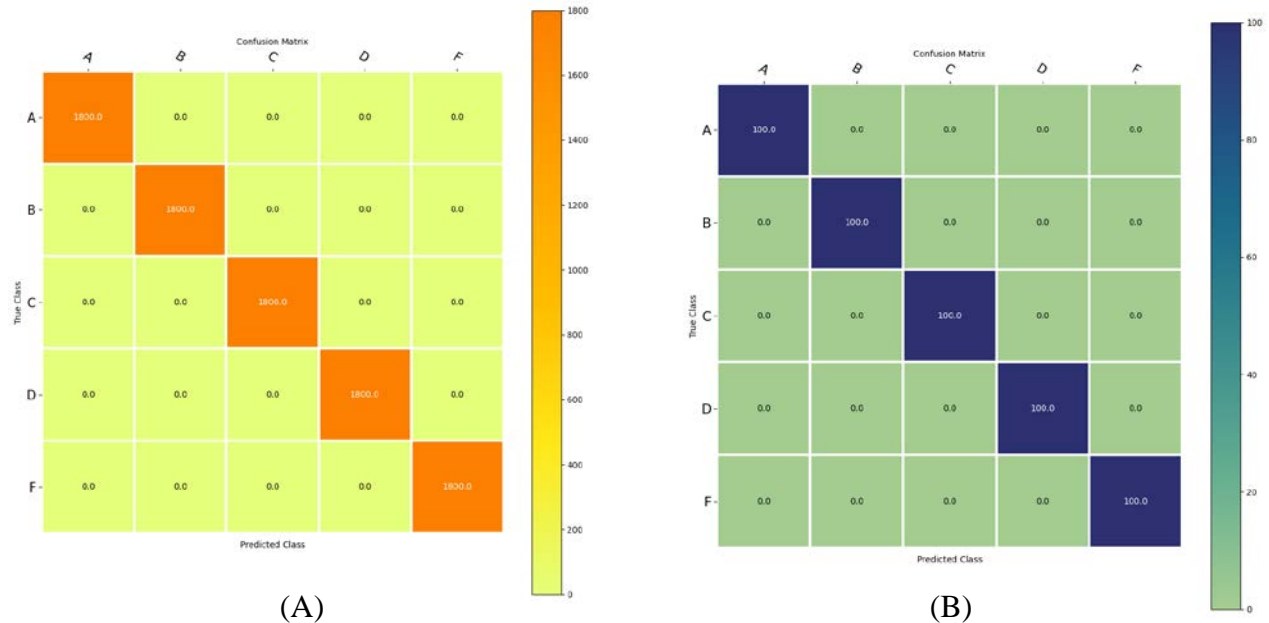 Confusion Matrix
A B C D F
A 1800.0 0.0 0.0 0.0 0.0
B 0.0 1800.0 0.0 0.0 0.0
C 0.0 0.0 1800.0 0.0 0.0
D 0.0 0.0 0.0 1800.0 0.0
F 0.0 0.0 0.0 0.0 1800.0
True Class
Predicted Class
1800
1600
1400
1200
1000
800
600
400
200
0
(A)
Confusion Matrix
A B C D F
A 100.0 0.0 0.0 0.0 0.0
B 0.0 100.0 0.0 0.0 0.0
C 0.0 0.0 100.0 0.0 0.0
D 0.0 0.0 0.0 100.0 0.0
F 0.0 0.0 0.0 0.0 100.0
True Class
Predicted Class
100
80
60
40
20
0
(B)